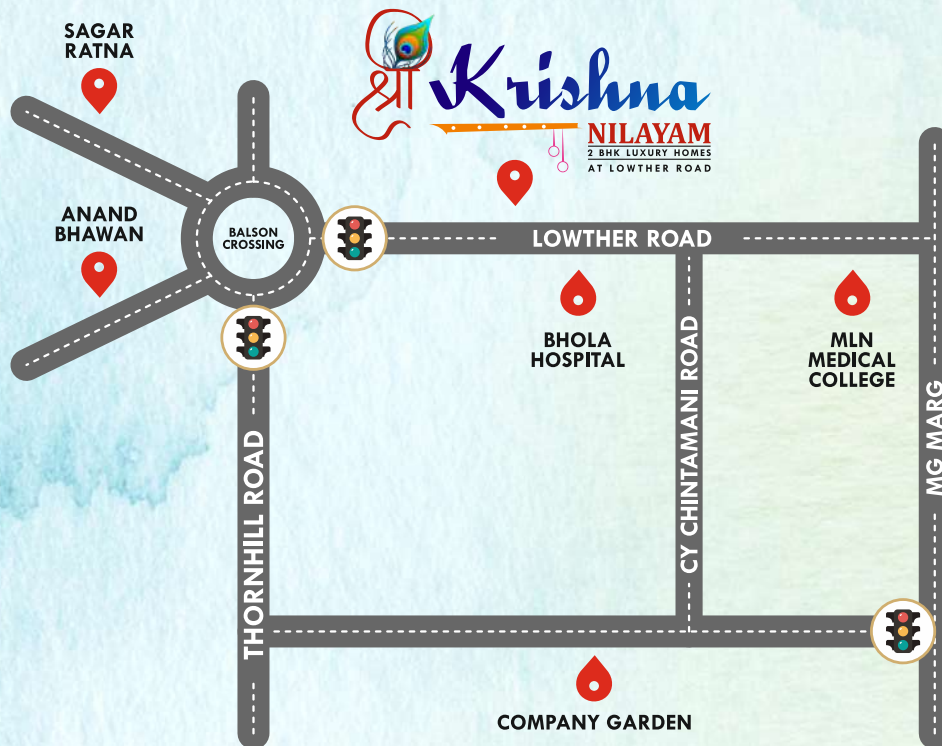 SAGAR
RATNA
श्री Krishna
NILAYAM
2 BHK LUXURY HOMES
AT LOWTHER ROAD
ANAND
BHAWAN
BALSON
CROSSING
LOWTHER ROAD
BHOLA
HOSPITAL
MLN
MEDICAL
COLLEGE
CY CHINTAMANI ROAD
MG MARG
THORNHILL ROAD
COMPANY GARDEN